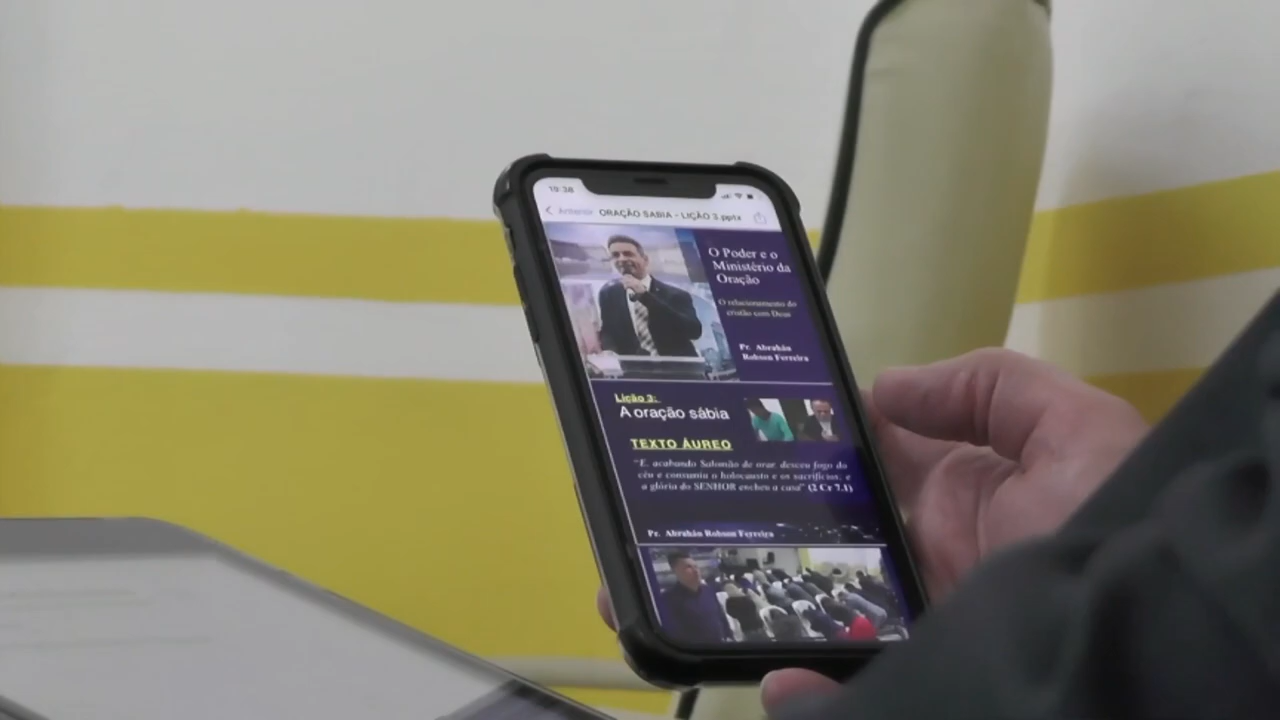 19:38
Anterior ORAÇÃO SÁBIA - LIÇÃO 3.pptx
O Poder e o
Ministério da
Oração
O relacionamento do
cristão com Deus
Pr. Abrahão
Robson Ferreira
Lição 3:
A oração sábia
TEXTO ÁUREO
"E, acabando Salomão de orar, desceu fogo do
céu e consumiu o holocausto e os sacrifícios, e
a glória do SENHOR encheu a casa" (2 Cr 7.1)
Pr. Abrahão Robson Ferreira